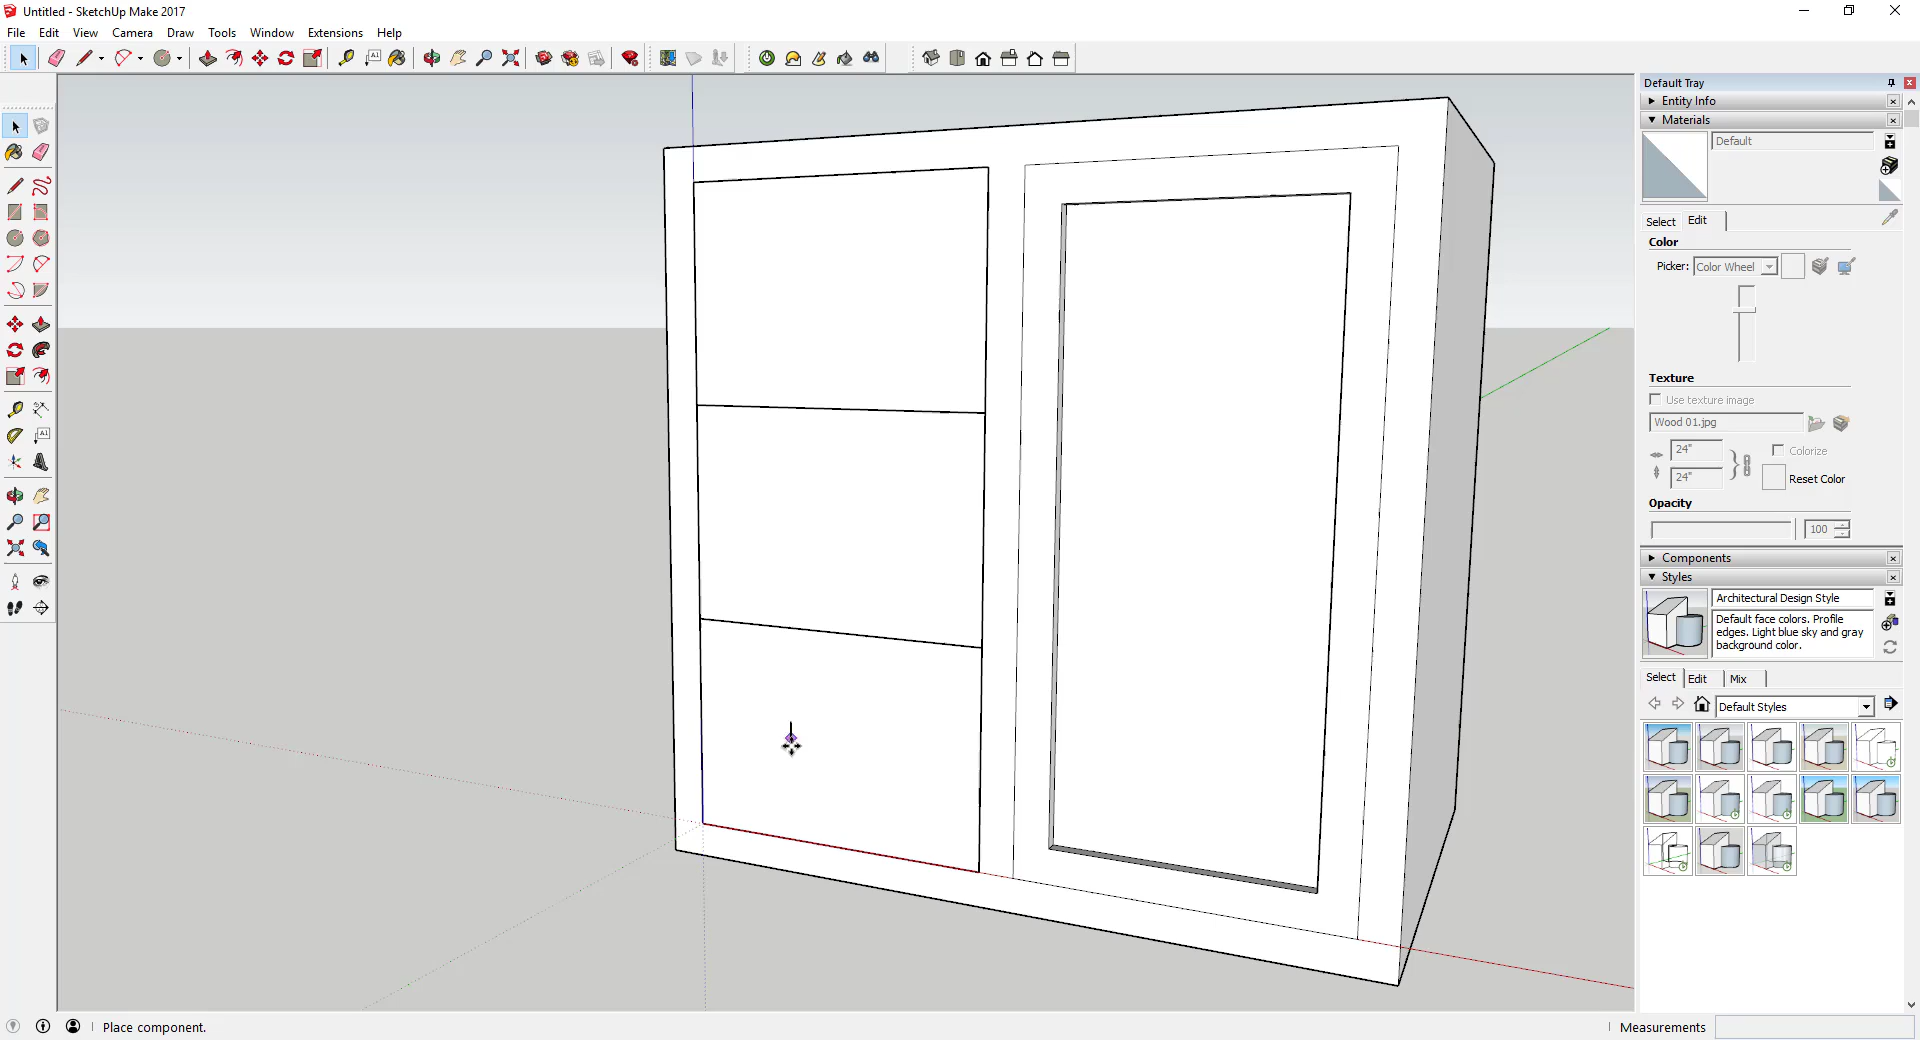 Untitled - SketchUp Make 2017
File Edit View Camera Draw Tools Window Extensions Help
A1
Default Tray
Entity Info
Materials
Default
Select Edit
Color
Picker: Color Wheel
Texture
Use texture image
Wood 01.jpg
24" Colorize
24" Reset Color
Opacity
100
Components
Styles
Architectural Design Style
Default face colors. Profile
edges. Light blue sky and gray
background color.
Select Edit Mix
Default Styles
A1
Place component.
Measurements